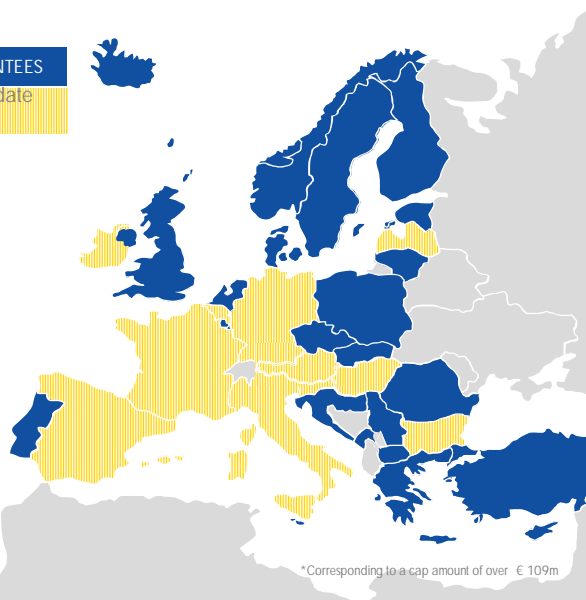 NTEES
date
*Corresponding to a cap amount of over € 109m